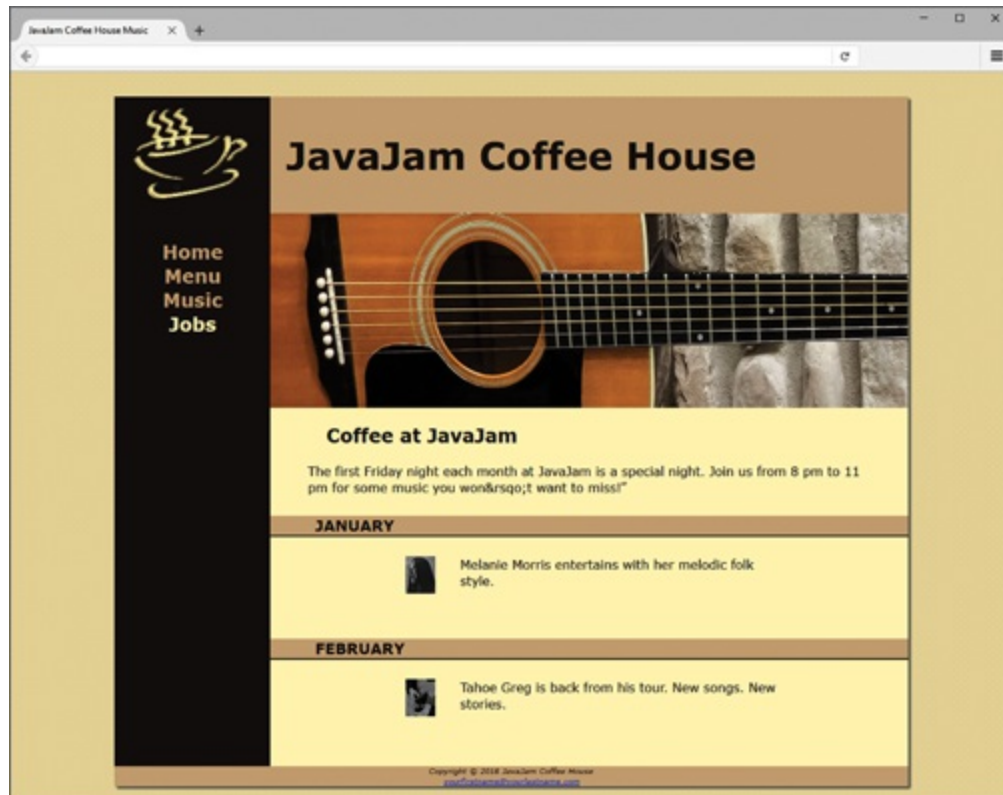 JavaJam Coffee House Music
JavaJam Coffee House
Home
Menu
Music
Jobs
Coffee at JavaJam
The first Friday night each month at JavaJam is a special night. Join us from 8 pm to 11
pm for some music you won&rsqo;t want to miss!”
JANUARY
Melanie Morris entertains with her melodic folk
style.
FEBRUARY
Tahoe Greg is back from his tour. New songs. New
stories.
Copyright © 2018 JavaJam Coffee House
yourfirstname@yourlastname.com